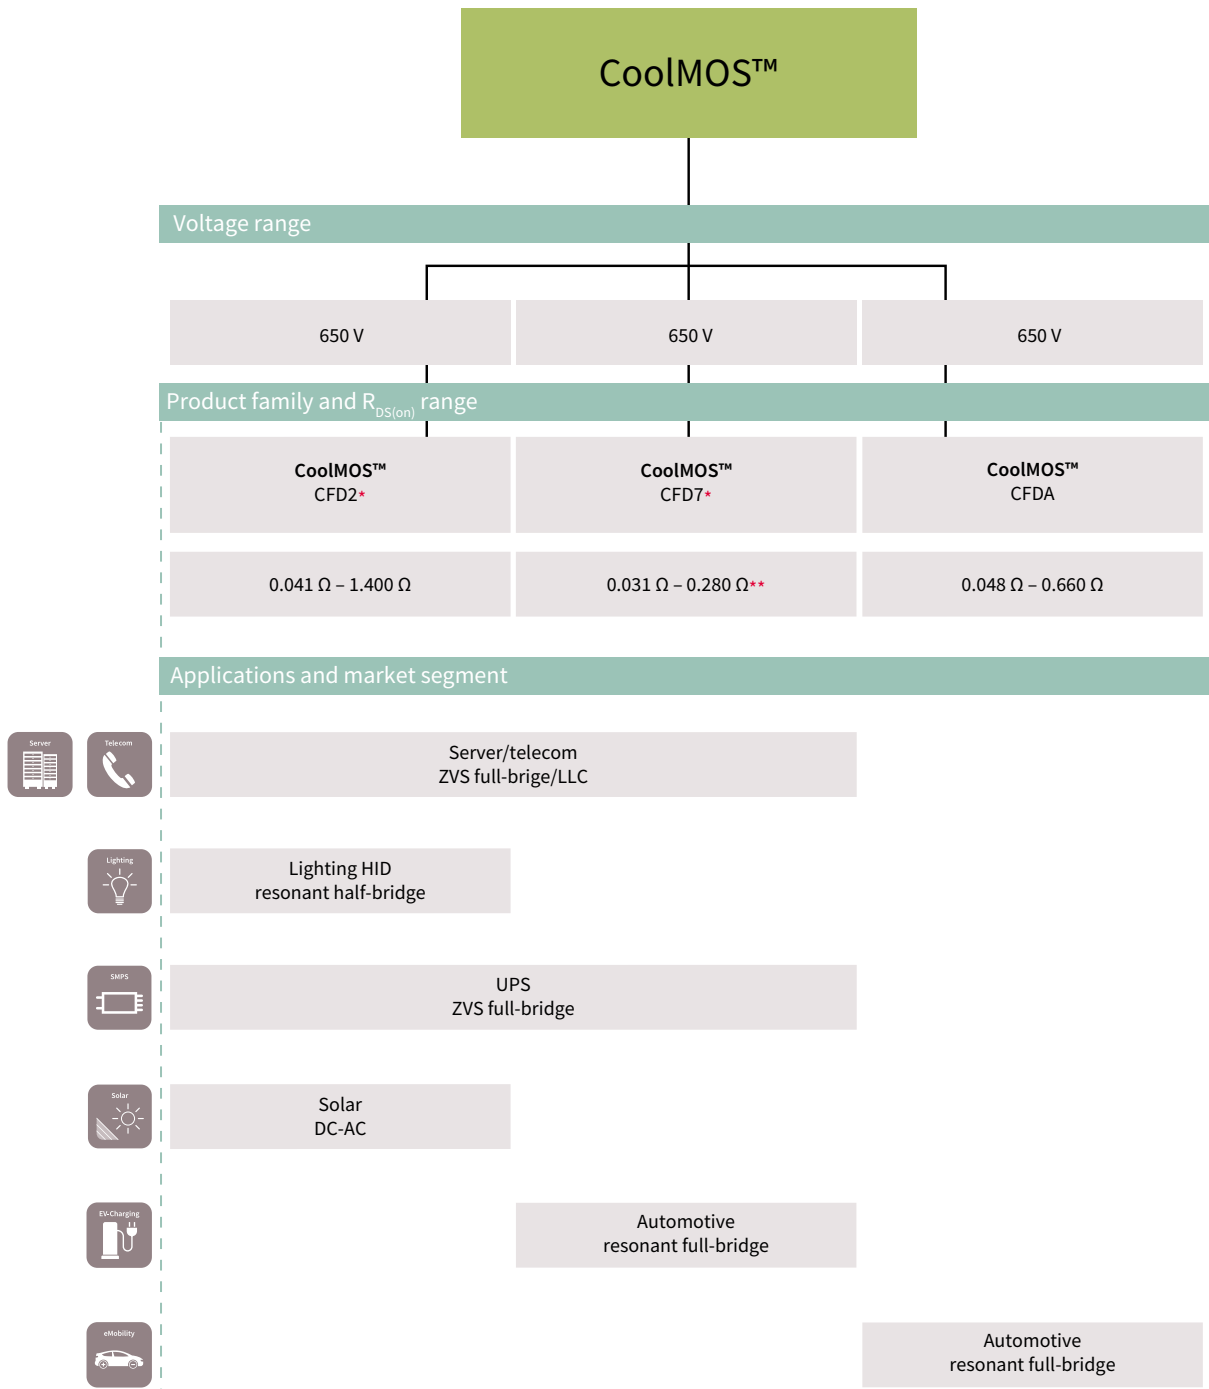 CoolMOS™
Voltage range
650 V
650 V
650 V
Product family and RDS(on) range
CoolMOS™
CFD2*
CoolMOS™
CFD7*
CoolMOS™
CFDA
0.041 Ω – 1.400 Ω
0.031 Ω – 0.280 Ω**
0.048 Ω – 0.660 Ω
Applications and market segment
Server
Telecom
Server/telecom
ZVS full-brige/LLC
Lighting
Lighting HID
resonant half-bridge
SMPS
UPS
ZVS full-bridge
Solar
Solar
DC-AC
EV-Charging
Automotive
resonant full-bridge
eMobility
Automotive
resonant full-bridge